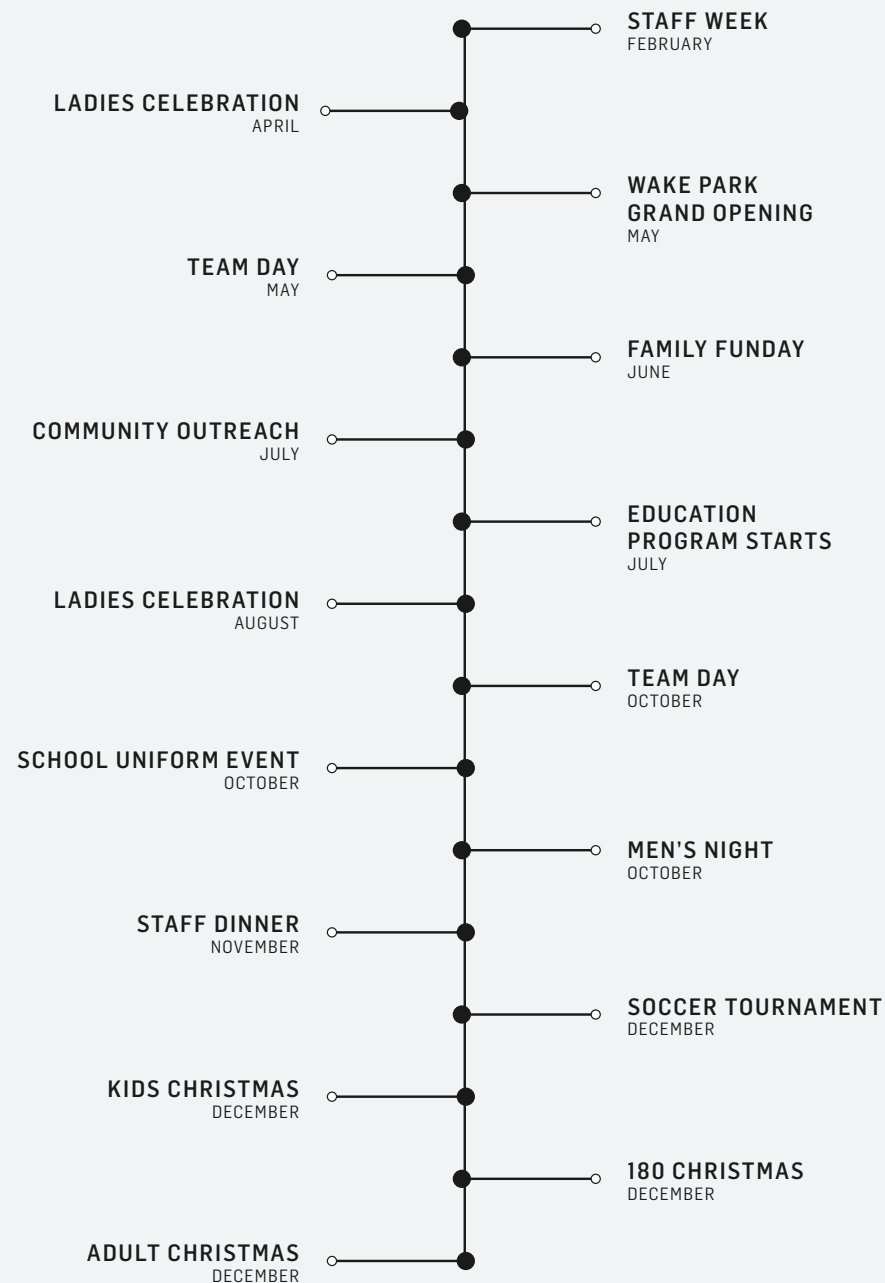 STAFF WEEK
FEBRUARY
LADIES CELEBRATION
APRIL
WAKE PARK
GRAND OPENING
MAY
TEAM DAY
MAY
FAMILY FUNDAY
JUNE
COMMUNITY OUTREACH
JULY
EDUCATION
PROGRAM STARTS
JULY
LADIES CELEBRATION
AUGUST
TEAM DAY
OCTOBER
SCHOOL UNIFORM EVENT
OCTOBER
MEN’S NIGHT
OCTOBER
STAFF DINNER
NOVEMBER
SOCCER TOURNAMENT
DECEMBER
KIDS CHRISTMAS
DECEMBER
180 CHRISTMAS
DECEMBER
ADULT CHRISTMAS
DECEMBER